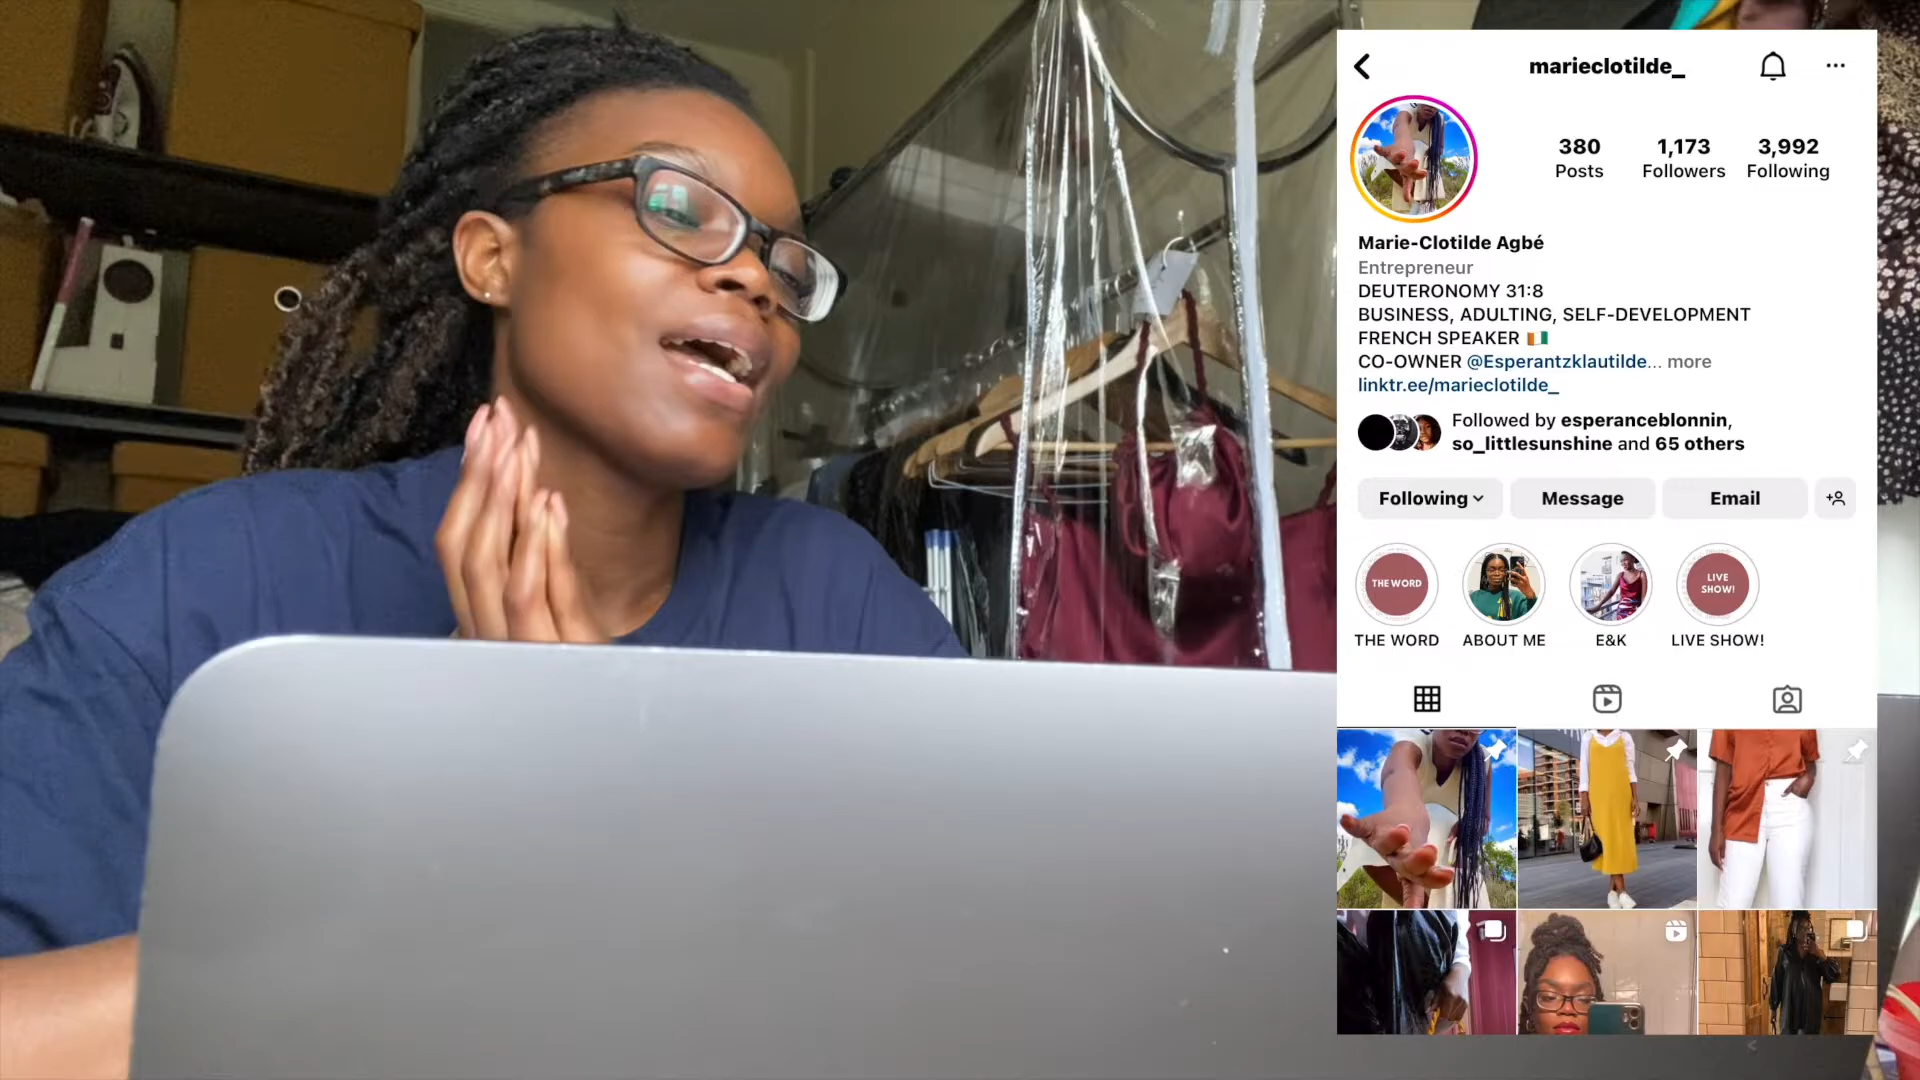 marieclotilde_
380
1,173
3,992
Posts
Followers
Following
Marie-Clotilde Agbé
Entrepreneur
DEUTERONOMY 31:8
BUSINESS, ADULTING, SELF-DEVELOPMENT
FRENCH SPEAKER 🇨🇮
CO-OWNER @Esperantzklautilde... more
linktr.ee/marieclotilde_
Followed by esperanceblonnin,
so_littlesunshine and 65 others
Following
Message
Email
THE WORD
LIVE
SHOW!
THE WORD
ABOUT ME
E&K
LIVE SHOW!